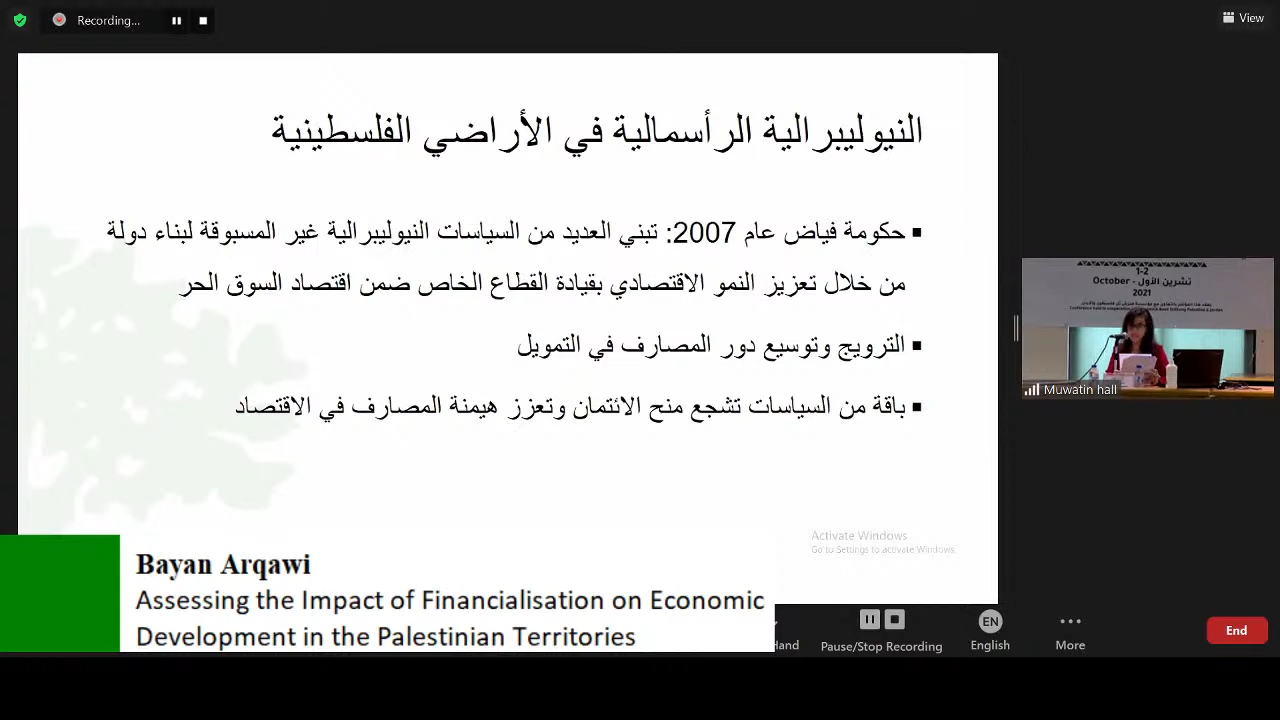 Recording...
View
النيوليبرالية الرأسمالية في الأراضي الفلسطينية
▪ حكومة فياض عام 2007: تبني العديد من السياسات النيوليبرالية غير المسبوقة لبناء دولة
من خلال تعزيز النمو الاقتصادي بقيادة القطاع الخاص ضمن اقتصاد السوق الحر
▪ الترويج وتوسيع دور المصارف في التمويل
▪ باقة من السياسات تشجع منح الائتمان وتعزز هيمنة المصارف في الاقتصاد
1-2
تشرين الأول - October
2021
Muwatin hall
Activate Windows
Go to Settings to activate Windows.
Bayan Arqawi
Assessing the Impact of Financialisation on Economic
Development in the Palestinian Territories
Hand
Pause/Stop Recording
EN
English
More
End